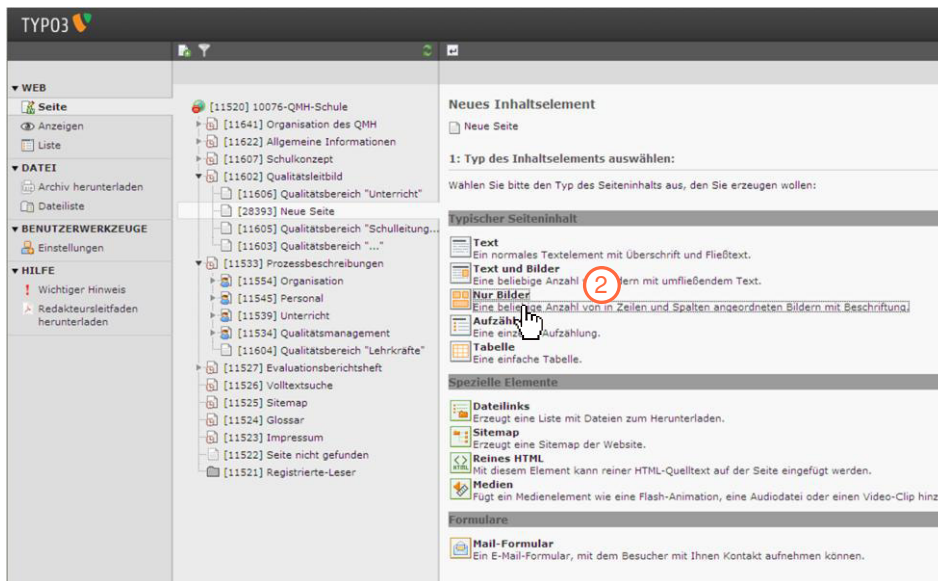 TYPO3
WEB
Seite
Anzeigen
Liste
DATEI
Archiv herunterladen
Dateiliste
BENUTZERWERKZEUGE
Einstellungen
HILFE
Wichtiger Hinweis
Redakteursleitfaden
herunterladen
[11520] 10076-QMH-Schule
[11641] Organisation des QMH
[11622] Allgemeine Informationen
[11607] Schulkonzept
[11602] Qualitätsleitbild
[11606] Qualitätsbereich "Unterricht"
[28393] Neue Seite
[11605] Qualitätsbereich "Schulleitung...
[11603] Qualitätsbereich "..."
[11533] Prozessbeschreibungen
[11554] Organisation
[11545] Personal
[11539] Unterricht
[11534] Qualitätsmanagement
[11604] Qualitätsbereich "Lehrkräfte"
[11527] Evaluationsberichtsheft
[11526] Volltextsuche
[11525] Sitemap
[11524] Glossar
[11523] Impressum
[11522] Seite nicht gefunden
[11521] Registrierte-Leser
Neues Inhaltselement
Neue Seite
1: Typ des Inhaltselements auswählen:
Wählen Sie bitte den Typ des Seiteninhalts aus, den Sie erzeugen wollen:
Typischer Seiteninhalt
Text
Ein normales Textelement mit Überschrift und Fließtext.
Text und Bilder
Eine beliebige Anzahl von Bildern mit umfließendem Text.
2
Nur Bilder
Eine beliebige Anzahl von in Zeilen und Spalten angeordneten Bildern mit Beschriftung.
Eine Aufzählung.
Tabelle
Eine einfache Tabelle.
Spezielle Elemente
Dateilinks
Erzeugt eine Liste mit Dateien zum Herunterladen.
Sitemap
Erzeugt eine Sitemap der Website.
Reines HTML
HTML
Mit diesem Element kann reiner HTML-Quelltext auf der Seite eingefügt werden.
Medien
Fügt ein Medienelement wie eine Flash-Animation, eine Audiodatei oder einen Video-Clip hinz
Formulare
Mail-Formular
Ein E-Mail-Formular, mit dem Besucher mit Ihnen Kontakt aufnehmen können.